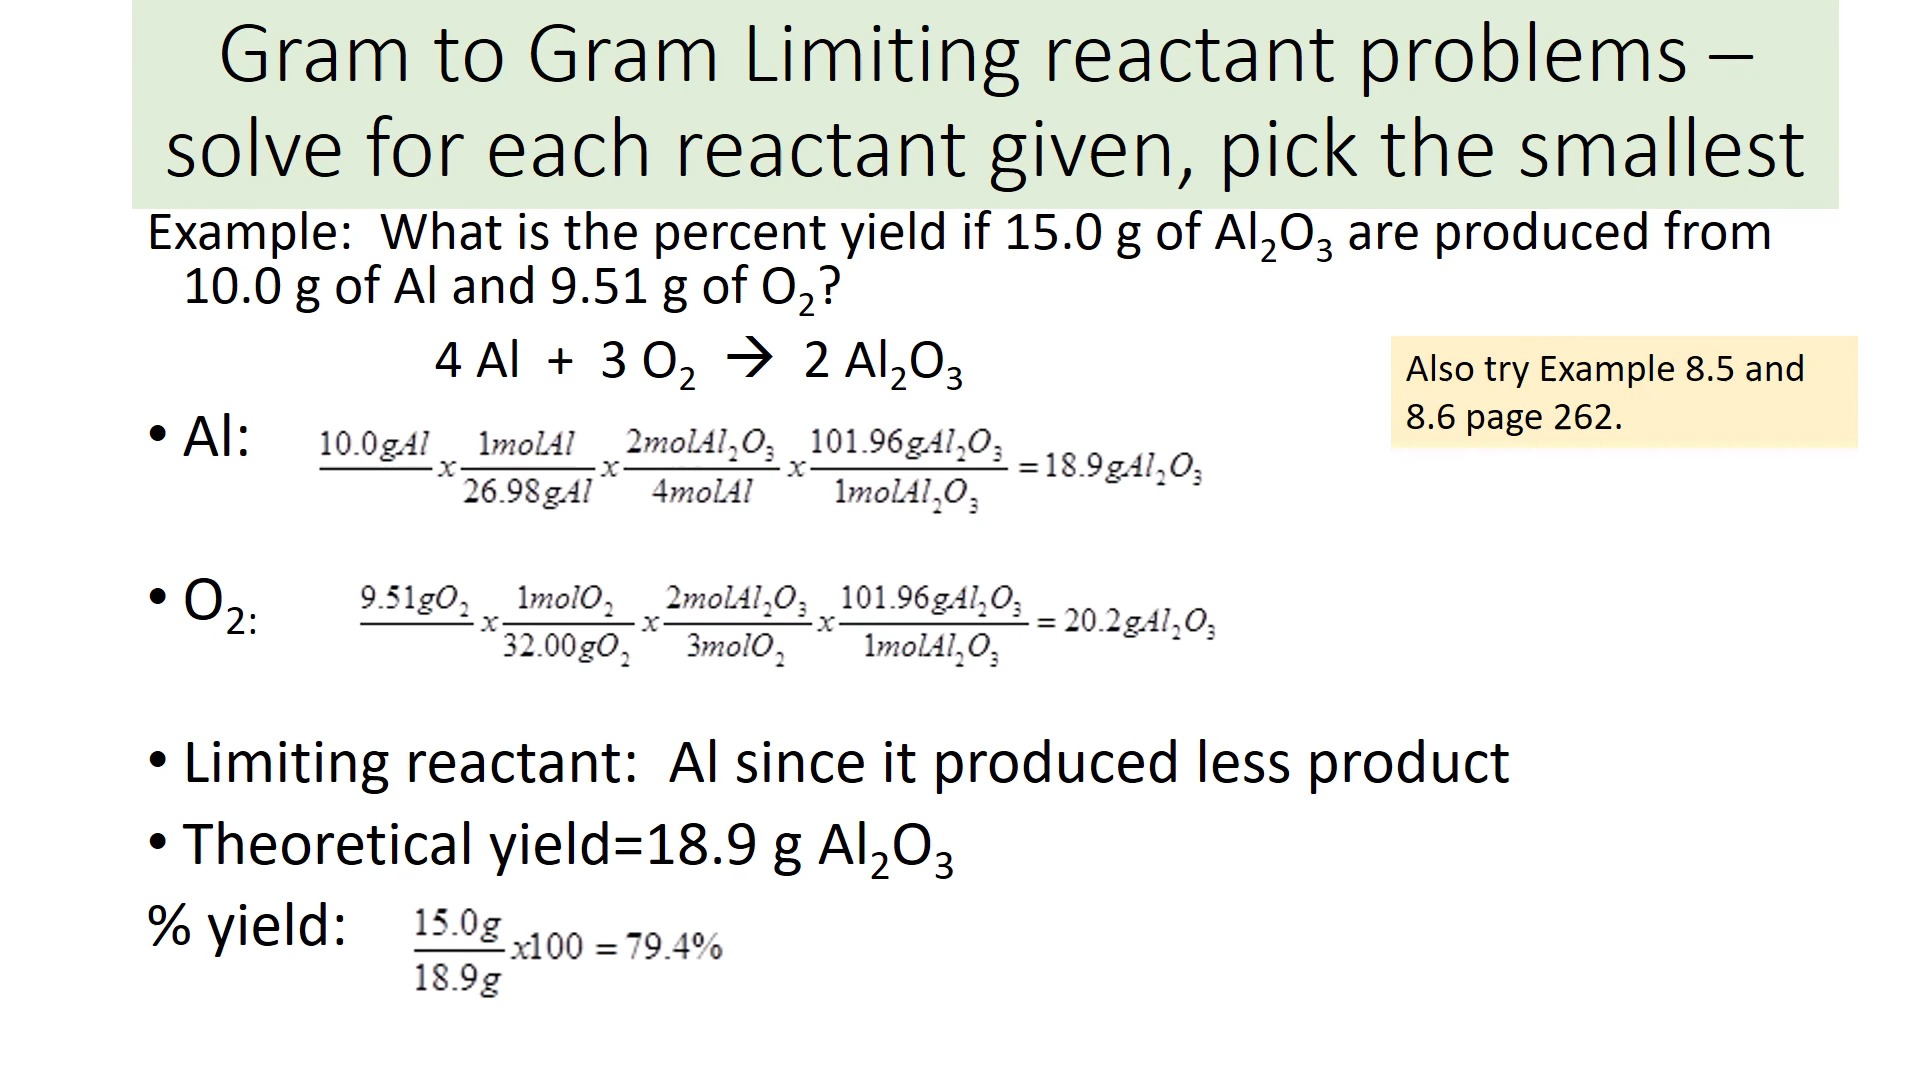 Gram to Gram Limiting reactant problems –
solve for each reactant given, pick the smallest
Example: What is the percent yield if 15.0 g of Al₂O₃ are produced from
10.0 g of Al and 9.51 g of O₂?
4 Al + 3 O₂ → 2 Al₂O₃
Also try Example 8.5 and
8.6 page 262.
• Al: 10.0gAl/ x 1molAl/26.98gAl x 2molAl₂O₃/4molAl x 101.96gAl₂O₃/1molAl₂O₃ = 18.9gAl₂O₃
• O₂: 9.51gO₂/ x 1molO₂/32.00gO₂ x 2molAl₂O₃/3molO₂ x 101.96gAl₂O₃/1molAl₂O₃ = 20.2gAl₂O₃
• Limiting reactant: Al since it produced less product
• Theoretical yield=18.9 g Al₂O₃
% yield: 15.0g/18.9g x100 = 79.4%